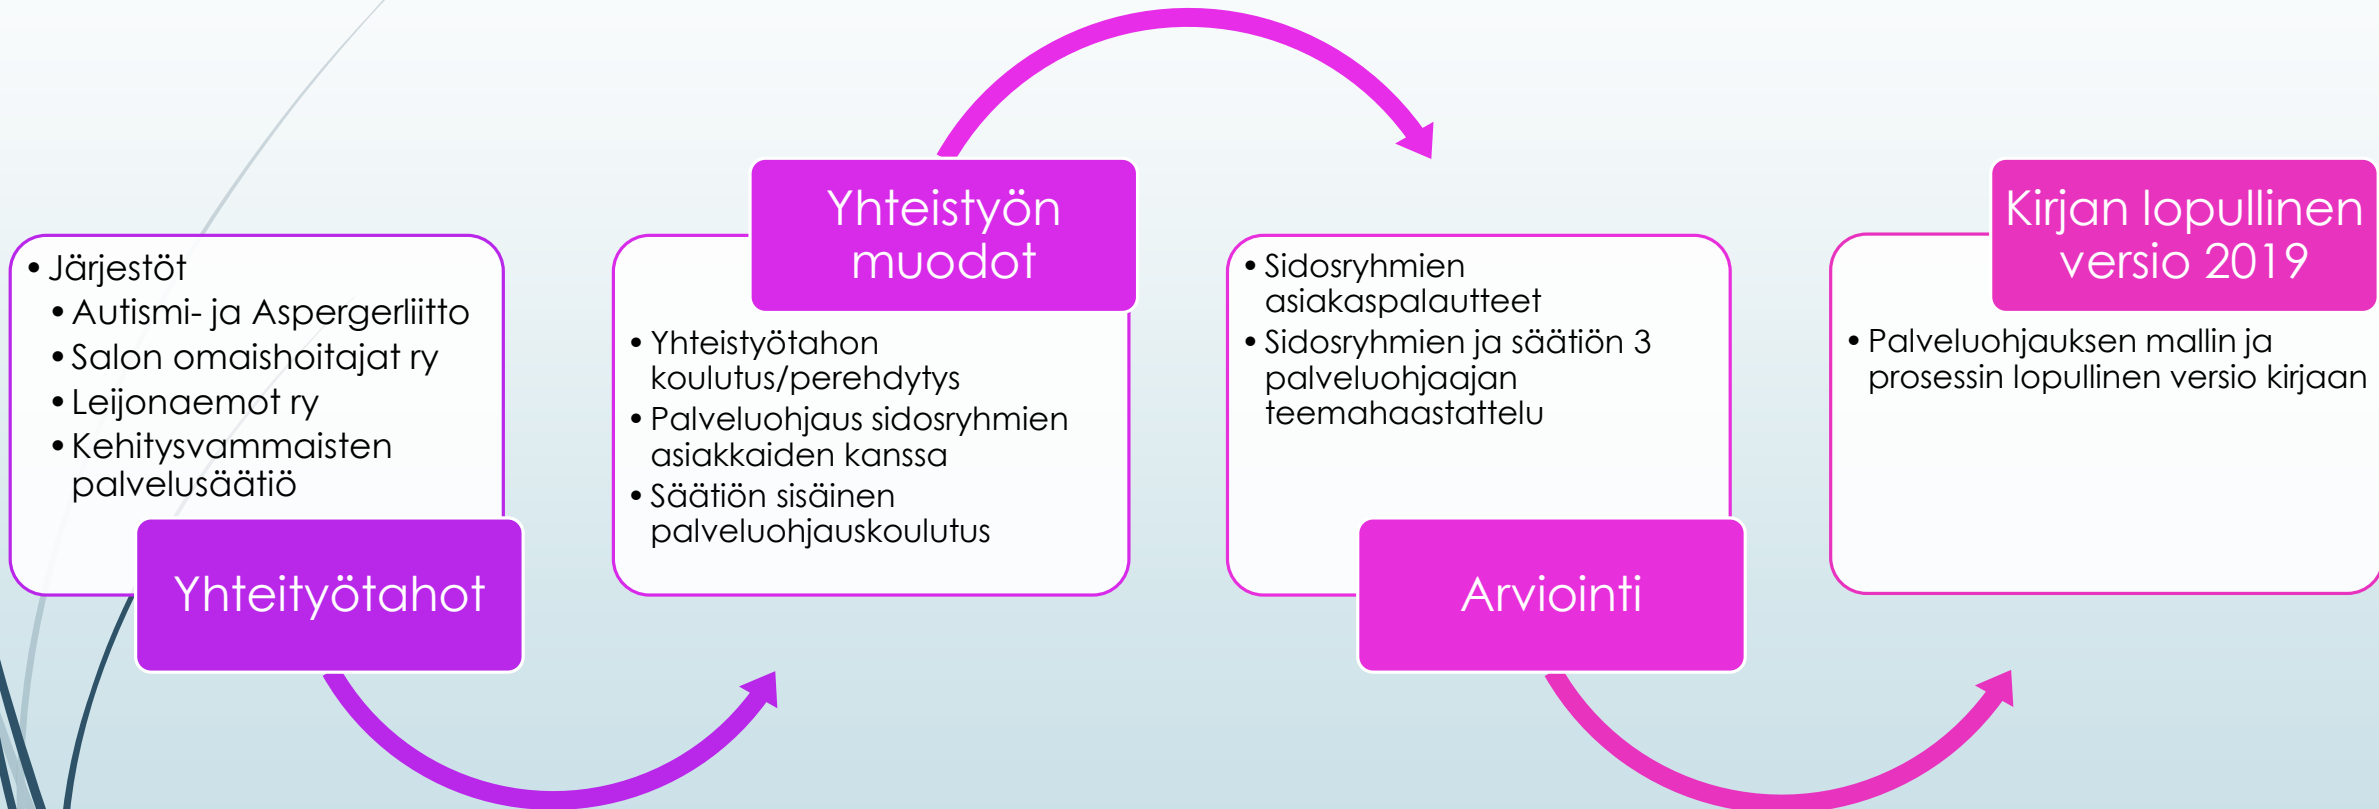 • Järjestöt
• Autismi- ja Aspergerliitto
• Salon omaishoitajat ry
• Leijonaemot ry
• Kehitysvammaisten
palvelusäätiö
Yhteityötahot
Yhteistyön
muodot
• Yhteistyötahon
koulutus/perehdytys
• Palveluohjaus sidosryhmien
asiakkaiden kanssa
• Säätiön sisäinen
palveluohjauskoulutus
• Sidosryhmien
asiakaspalautteet
• Sidosryhmien ja säätiön 3
palveluohjaajan
teemahaastattelu
Arviointi
Kirjan lopullinen
versio 2019
• Palveluohjauksen mallin ja
prosessin lopullinen versio kirjaan